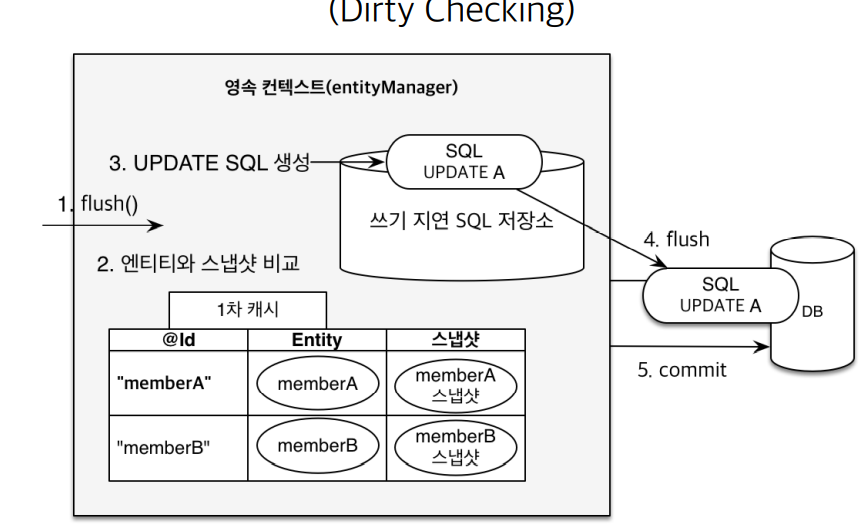 (Dirty Checking)
영속 컨텍스트(entityManager)
3. UPDATE SQL 생성
SQL
UPDATE A
1. flush()
쓰기 지연 SQL 저장소
2. 엔티티와 스냅샷 비교
4. flush
SQL
UPDATE A
DB
5. commit
1차 캐시
@Id Entity 스냅샷
"memberA" memberA memberA
스냅샷
"memberB" memberB memberB
스냅샷